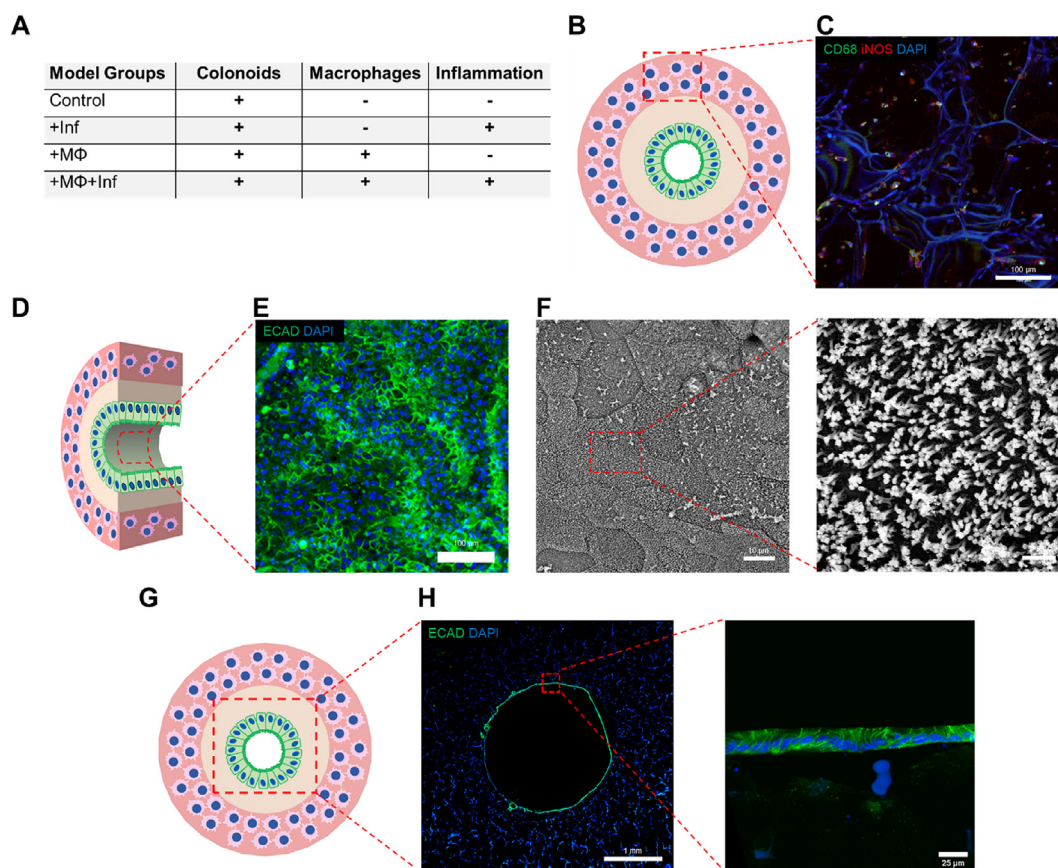 A
Model Groups Colonoids Macrophages Inflammation
Control + - -
+Inf + - +
+MΦ + + -
+MΦ+Inf + + +
B
C
CD68 iNOS DAPI
100 µm
D
E
ECAD DAPI
100 µm
F
10 µm
G
H
ECAD DAPI
1 mm
25 µm